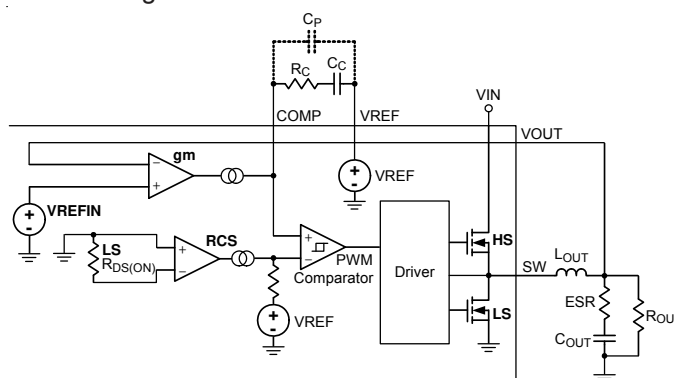 CP
RC
CC
VIN
COMP
VREF
VOUT
gm
VREF
VREFIN
LS
RDS(ON)
RCS
HS
PWM
Comparator
Driver
SW
LOUT
VREF
LS
ESR
COUT
ROU